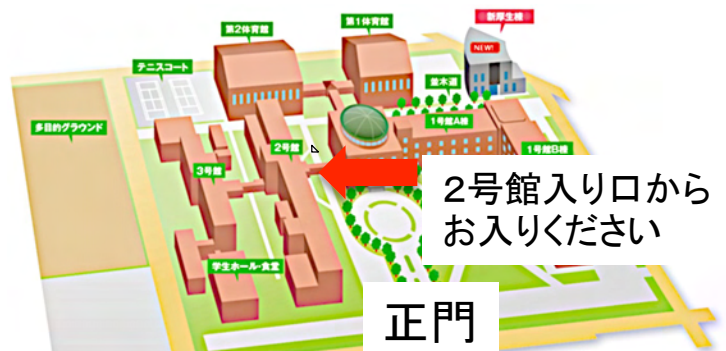 新厚生棟
第2体育館
第1体育館
NEW!
テニスコート
並木道
多目的グラウンド
1号館A棟
2号館
1号館B棟
3号館
２号館入り口から
お入りください
学生ホール・食堂
正門